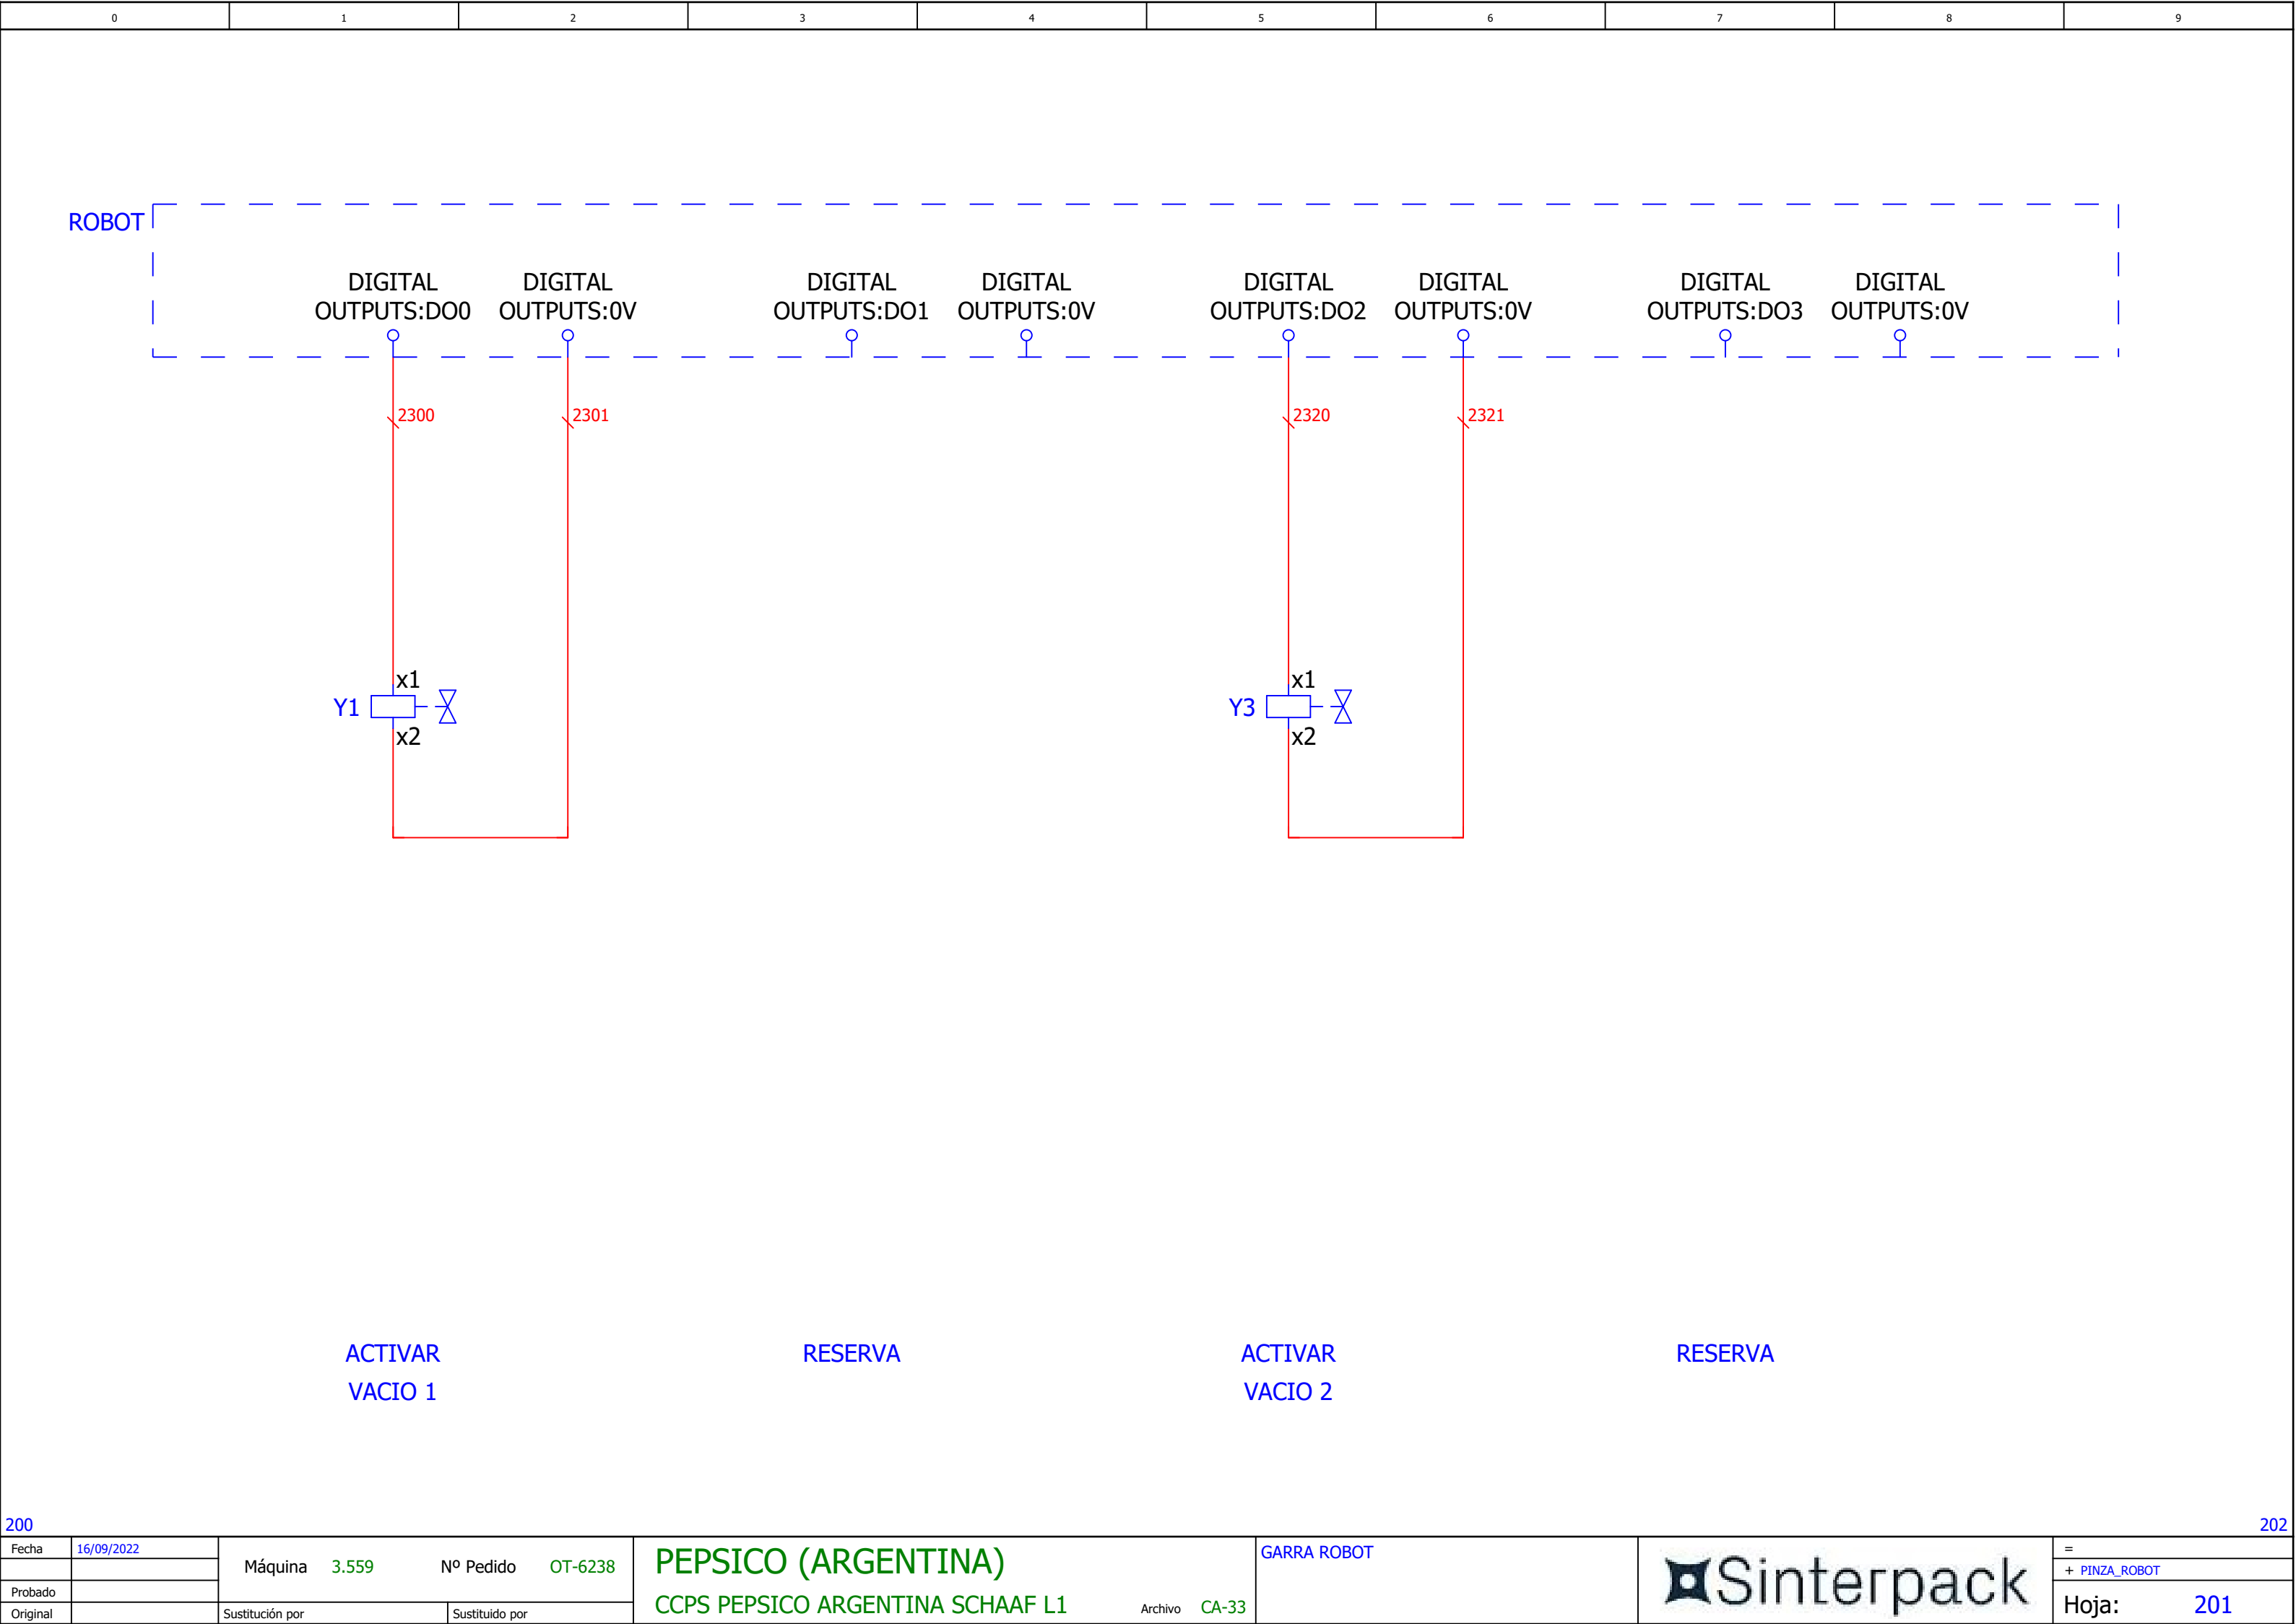 0 1 2 3 4 5 6 7 8 9
ROBOT
DIGITAL DIGITAL DIGITAL DIGITAL DIGITAL DIGITAL DIGITAL DIGITAL
OUTPUTS:DO0 OUTPUTS:0V OUTPUTS:DO1 OUTPUTS:0V OUTPUTS:DO2 OUTPUTS:0V OUTPUTS:DO3 OUTPUTS:0V
2300 2301 2320 2321
x1 x1
Y1 Y3
x2 x2
ACTIVAR RESERVA ACTIVAR RESERVA
VACIO 1 VACIO 2
200 202
Fecha 16/09/2022
Probado
Original
Máquina 3.559 Nº Pedido OT-6238
Sustitución por Sustituido por
PEPSICO (ARGENTINA)
CCPS PEPSICO ARGENTINA SCHAAF L1 Archivo CA-33
GARRA ROBOT
Sinterpack
=
+ PINZA_ROBOT
Hoja: 201